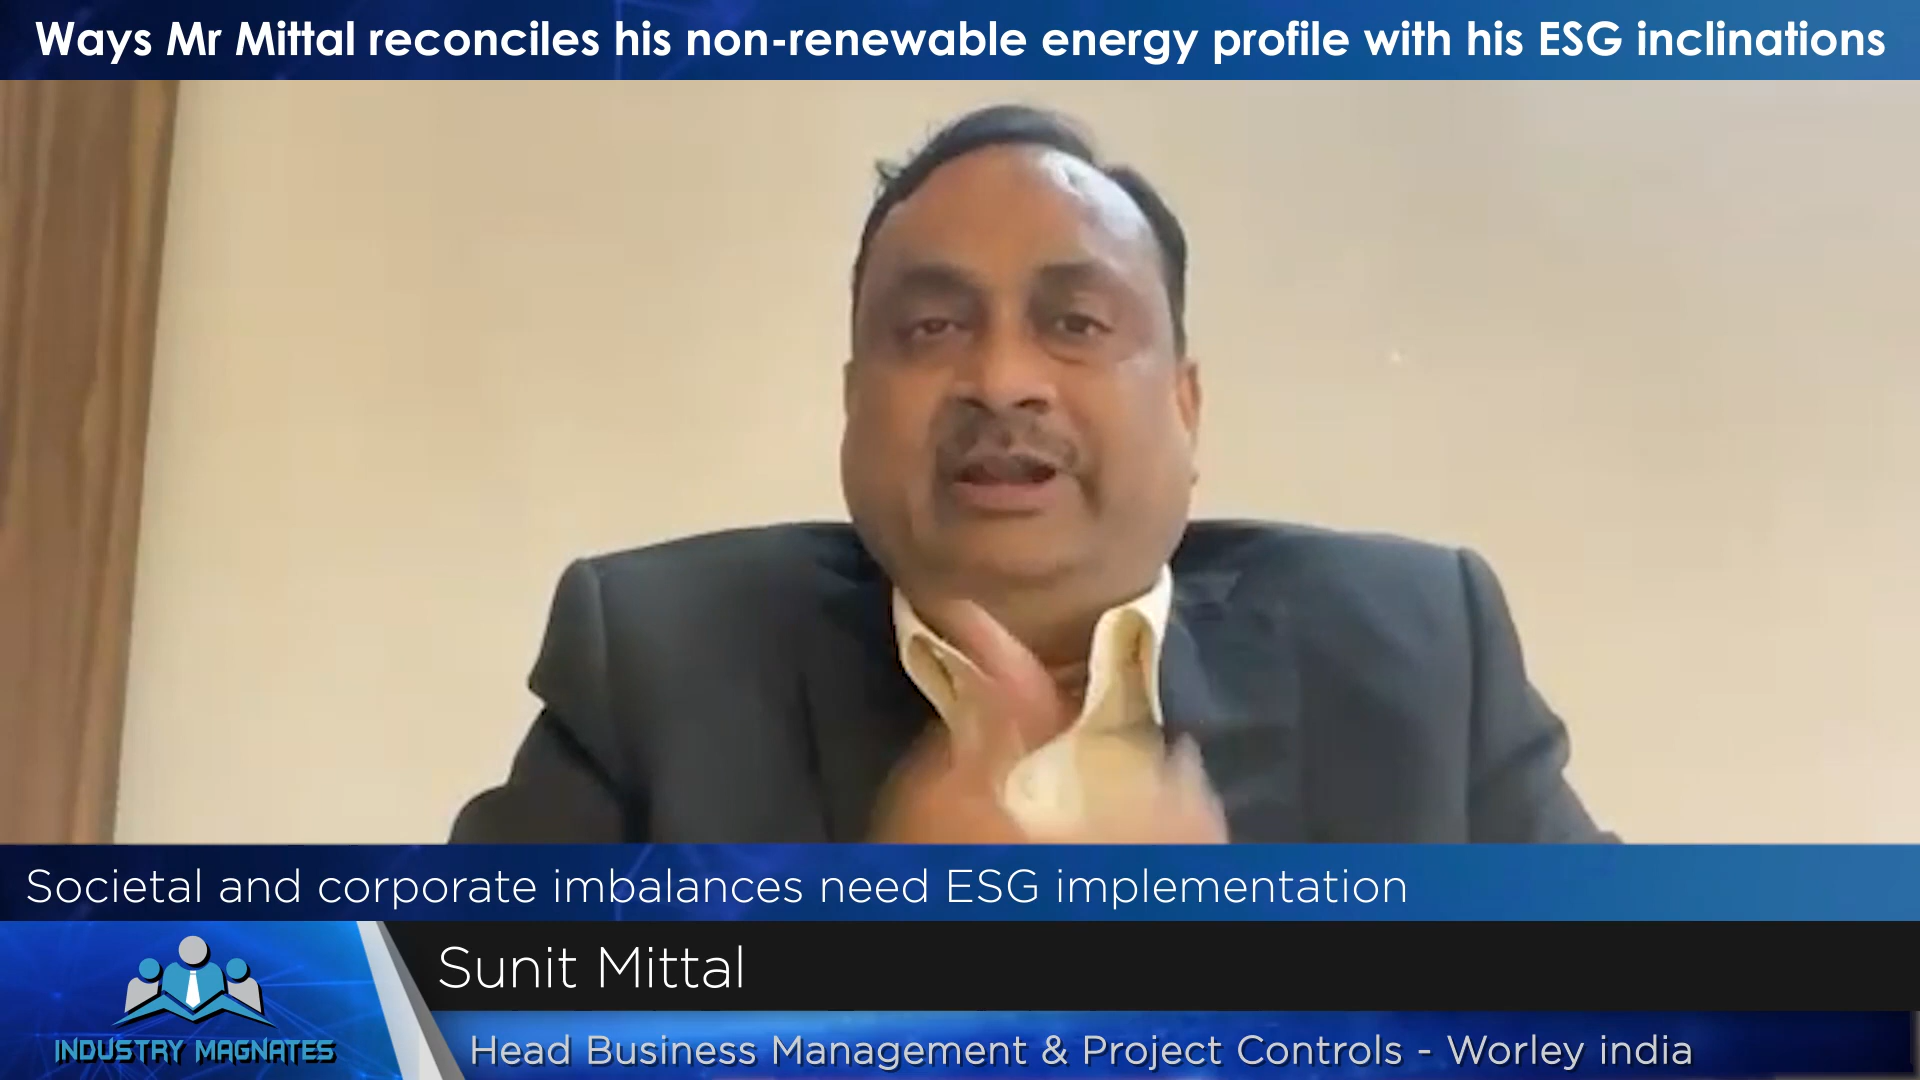 Ways Mr Mittal reconciles his non-renewable energy profile with his ESG inclinations
Societal and corporate imbalances need ESG implementation
Sunit Mittal
INDUSTRY MAGNATES
Head Business Management & Project Controls - Worley india